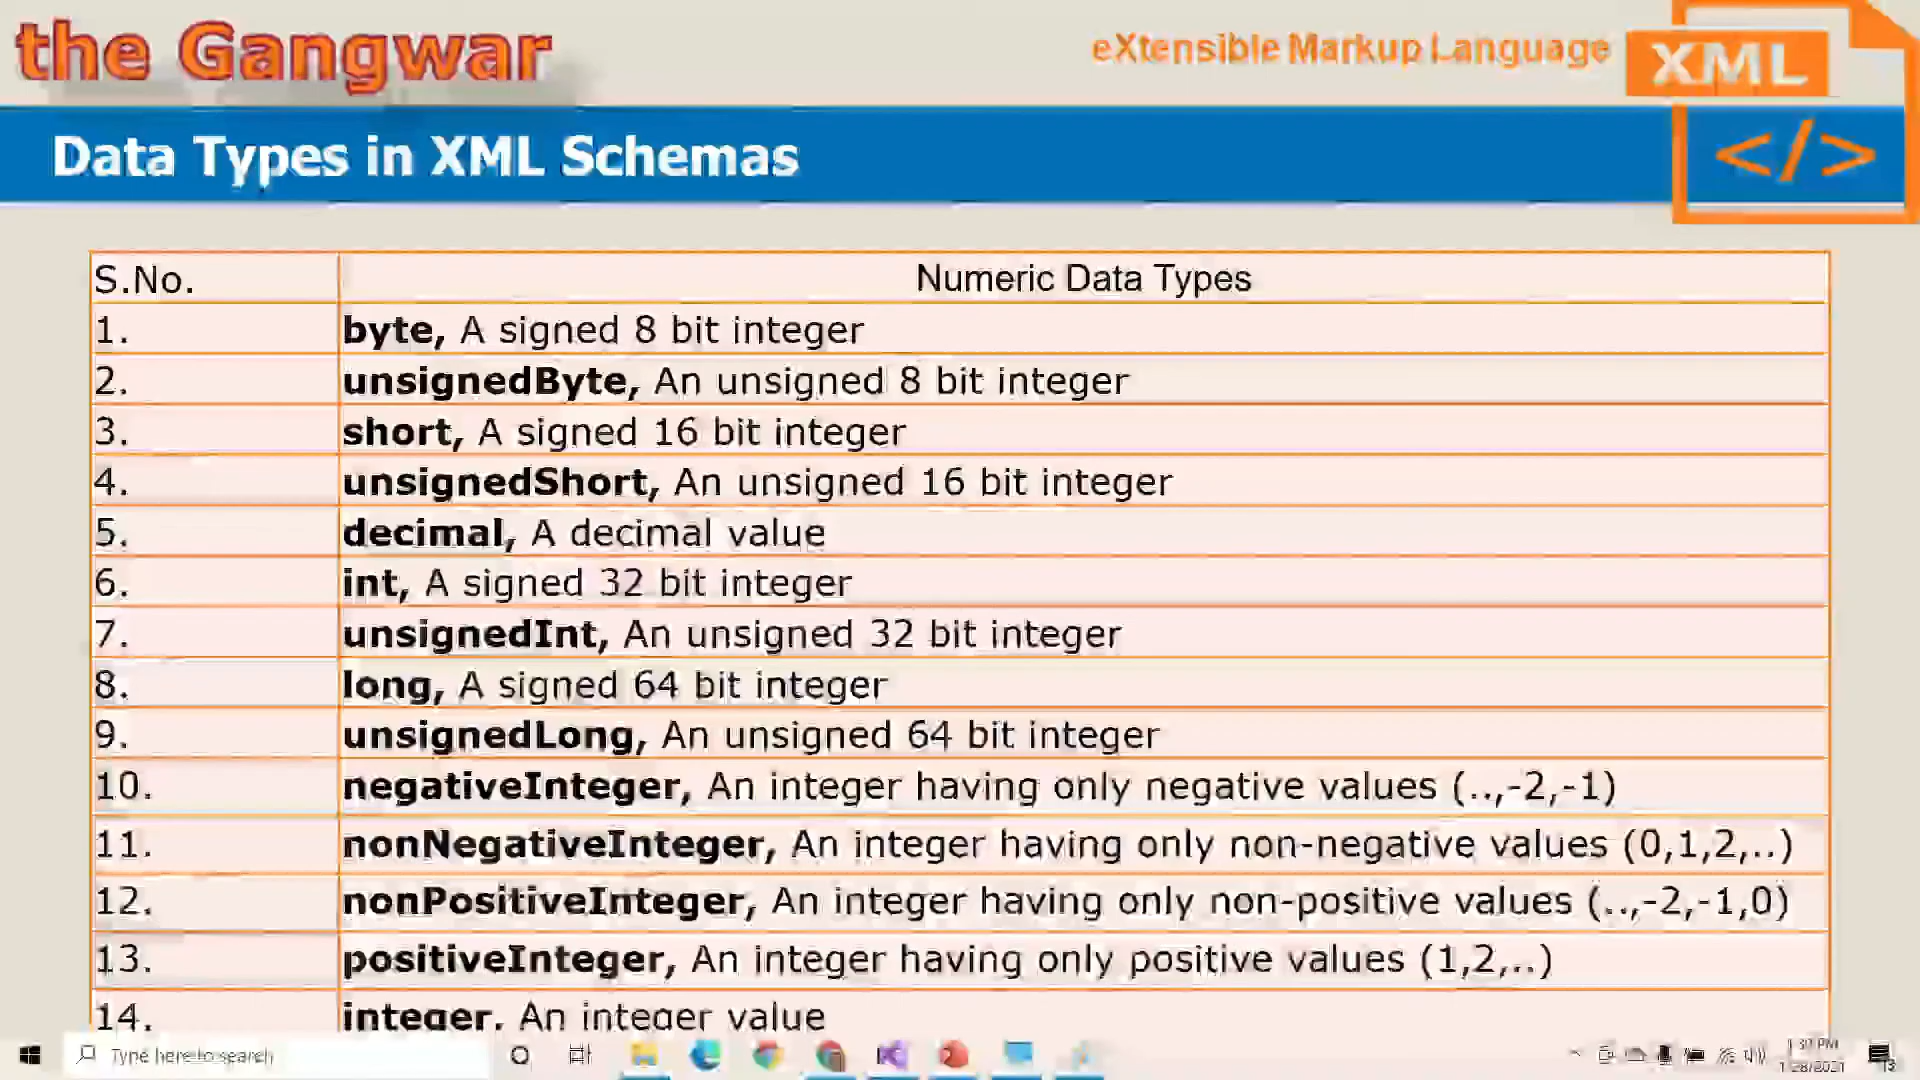 the Gangwar
eXtensible Markup Language
XML
</>
Data Types in XML Schemas
S.No. Numeric Data Types
1. byte, A signed 8 bit integer
2. unsignedByte, An unsigned 8 bit integer
3. short, A signed 16 bit integer
4. unsignedShort, An unsigned 16 bit integer
5. decimal, A decimal value
6. int, A signed 32 bit integer
7. unsignedInt, An unsigned 32 bit integer
8. long, A signed 64 bit integer
9. unsignedLong, An unsigned 64 bit integer
10. negativeInteger, An integer having only negative values (..,-2,-1)
11. nonNegativeInteger, An integer having only non-negative values (0,1,2,..)
12. nonPositiveInteger, An integer having only non-positive values (..,-2,-1,0)
13. positiveInteger, An integer having only positive values (1,2,..)
14. integer, An integer value
Type here to search
1:30 PM